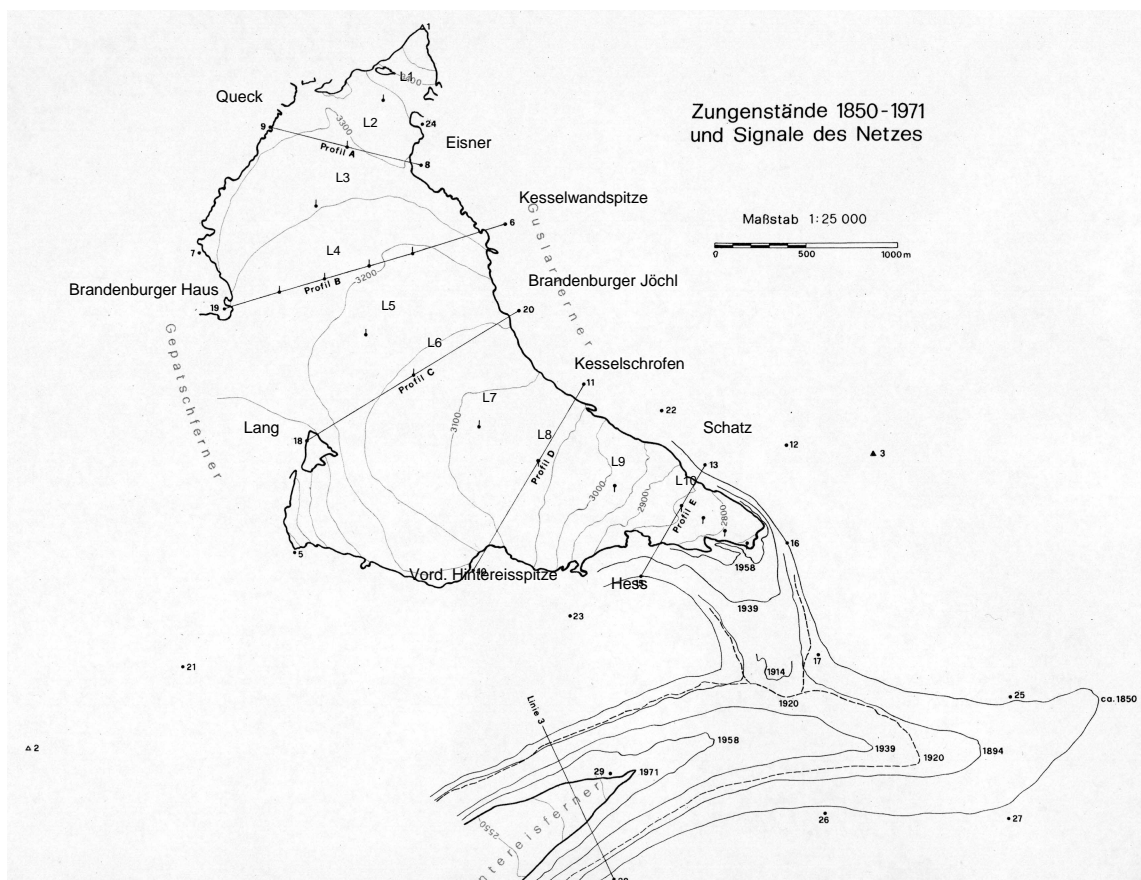 1
L1
Queck
L2
3300
9
24
Zungenstände 1850-1971
und Signale des Netzes
Eisner
Profil A
8
L3
Kesselwandspitze
Maßstab 1:25 000
6
Guslarferner
0 500 1000m
7
L4
3200
Profil B
Brandenburger Haus
Brandenburger Jöchl
19
L5
20
Gepatschferner
L6
Kesselschrofen
Profil C
11
L7
22
3100
Lang
18
L8
Schatz
12
3
Profil D
L9
13
3000
L10
2900
Profil E
2800
16
5
1958
Vord. Hintereisspitze
Hess
1939
23
21
17
1914
25
ca.1850
1920
Linie 3
2
1958
1939
1894
1920
29
1971
26
27
2550
ntereisferner